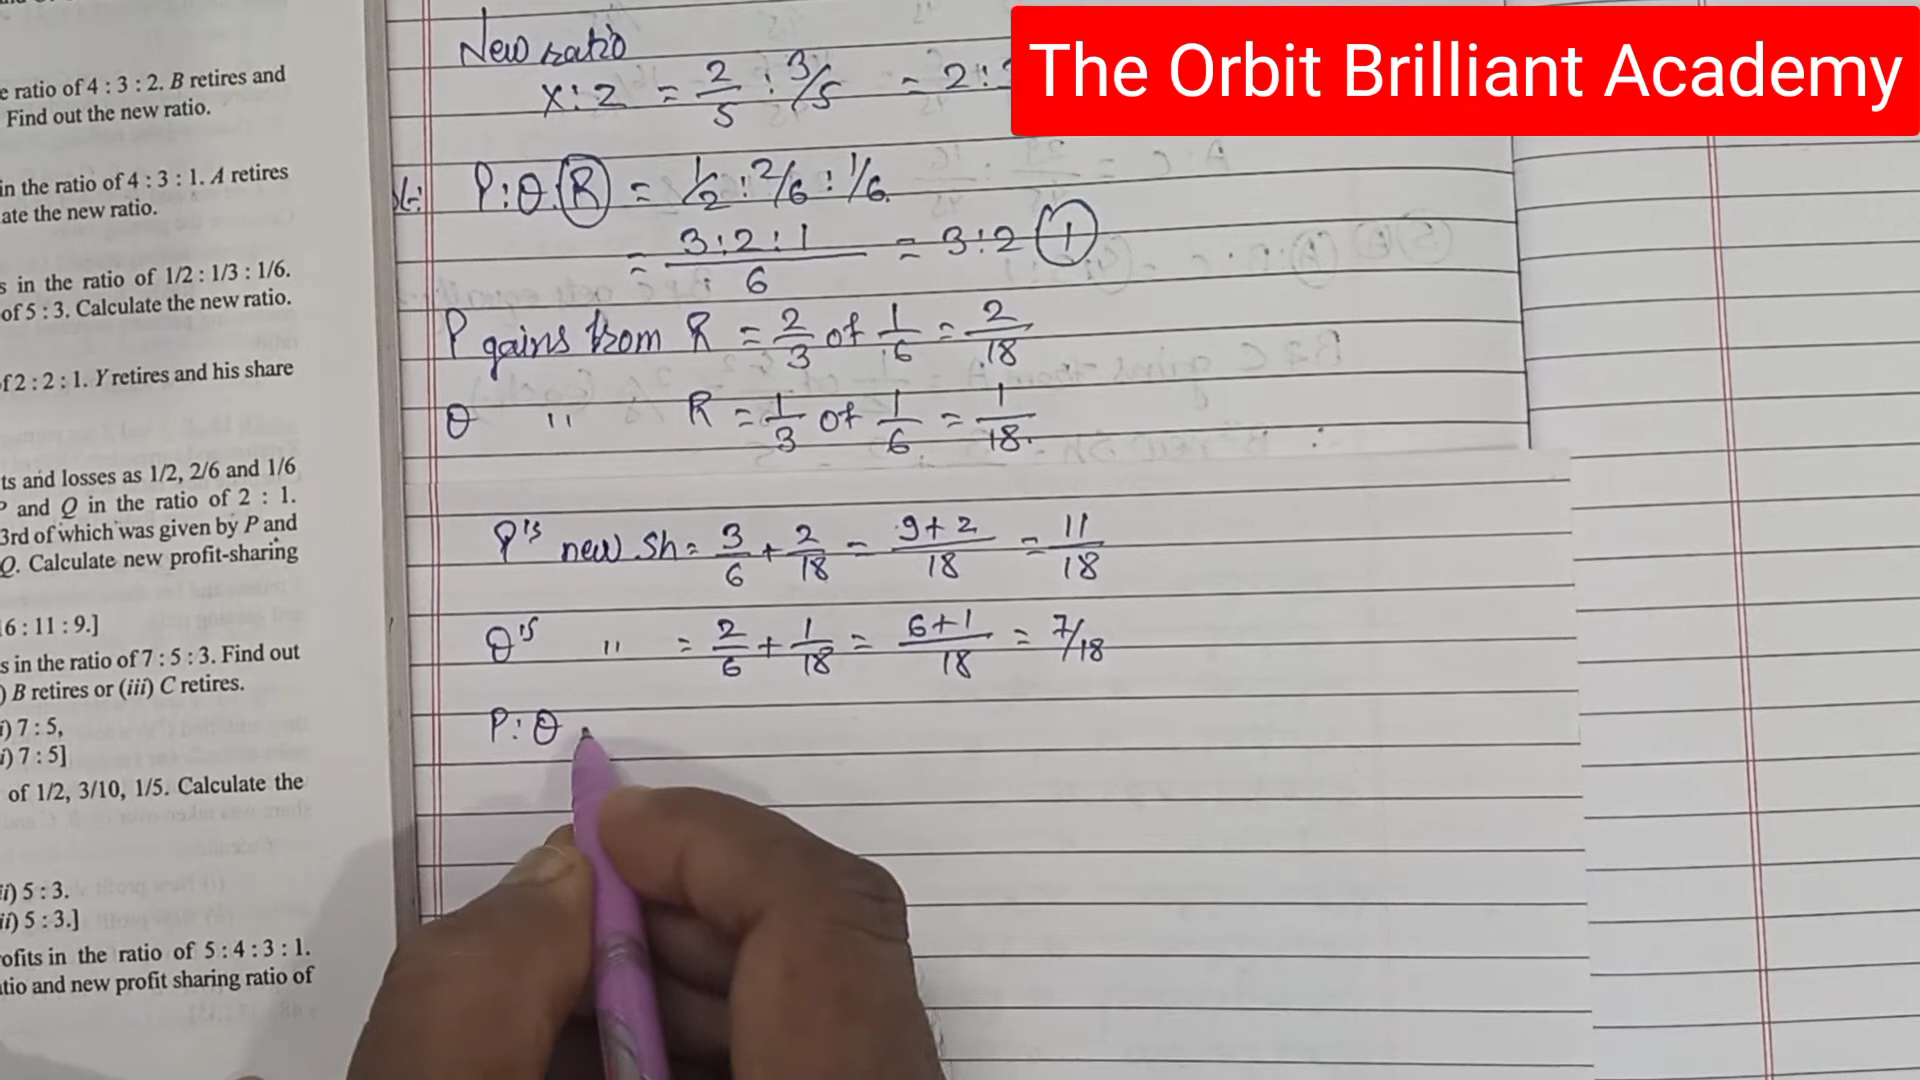 The Orbit Brilliant Academy
e ratio of 4 : 3 : 2. B retires and
Find out the new ratio.
in the ratio of 4 : 3 : 1. A retires
ate the new ratio.
s in the ratio of 1/2 : 1/3 : 1/6.
of 5 : 3. Calculate the new ratio.
f 2 : 2 : 1. Y retires and his share
ts and losses as 1/2, 2/6 and 1/6
P and Q in the ratio of 2 : 1.
3rd of which was given by P and
Q. Calculate new profit-sharing
6 : 11 : 9.]
s in the ratio of 7 : 5 : 3. Find out
) B retires or (iii) C retires.
i) 7 : 5,
i) 7 : 5]
of 1/2, 3/10, 1/5. Calculate the
ii) 5 : 3.
ii) 5 : 3.]
rofits in the ratio of 5 : 4 : 3 : 1.
tio and new profit sharing ratio of
New ratio
X : 2 = 2/5 : 3/5 = 2 :
P : Q : R = 1/2 : 2/6 : 1/6.
= 3 : 2 : 1 / 6 = 3 : 2 1
P gains from R = 2/3 of 1/6 = 2/18
Q " R = 1/3 of 1/6 = 1/18.
P's new Sh = 3/6 + 2/18 = 9+2/18 = 11/18
Q's " = 2/6 + 1/18 = 6+1/18 = 7/18
P : Q